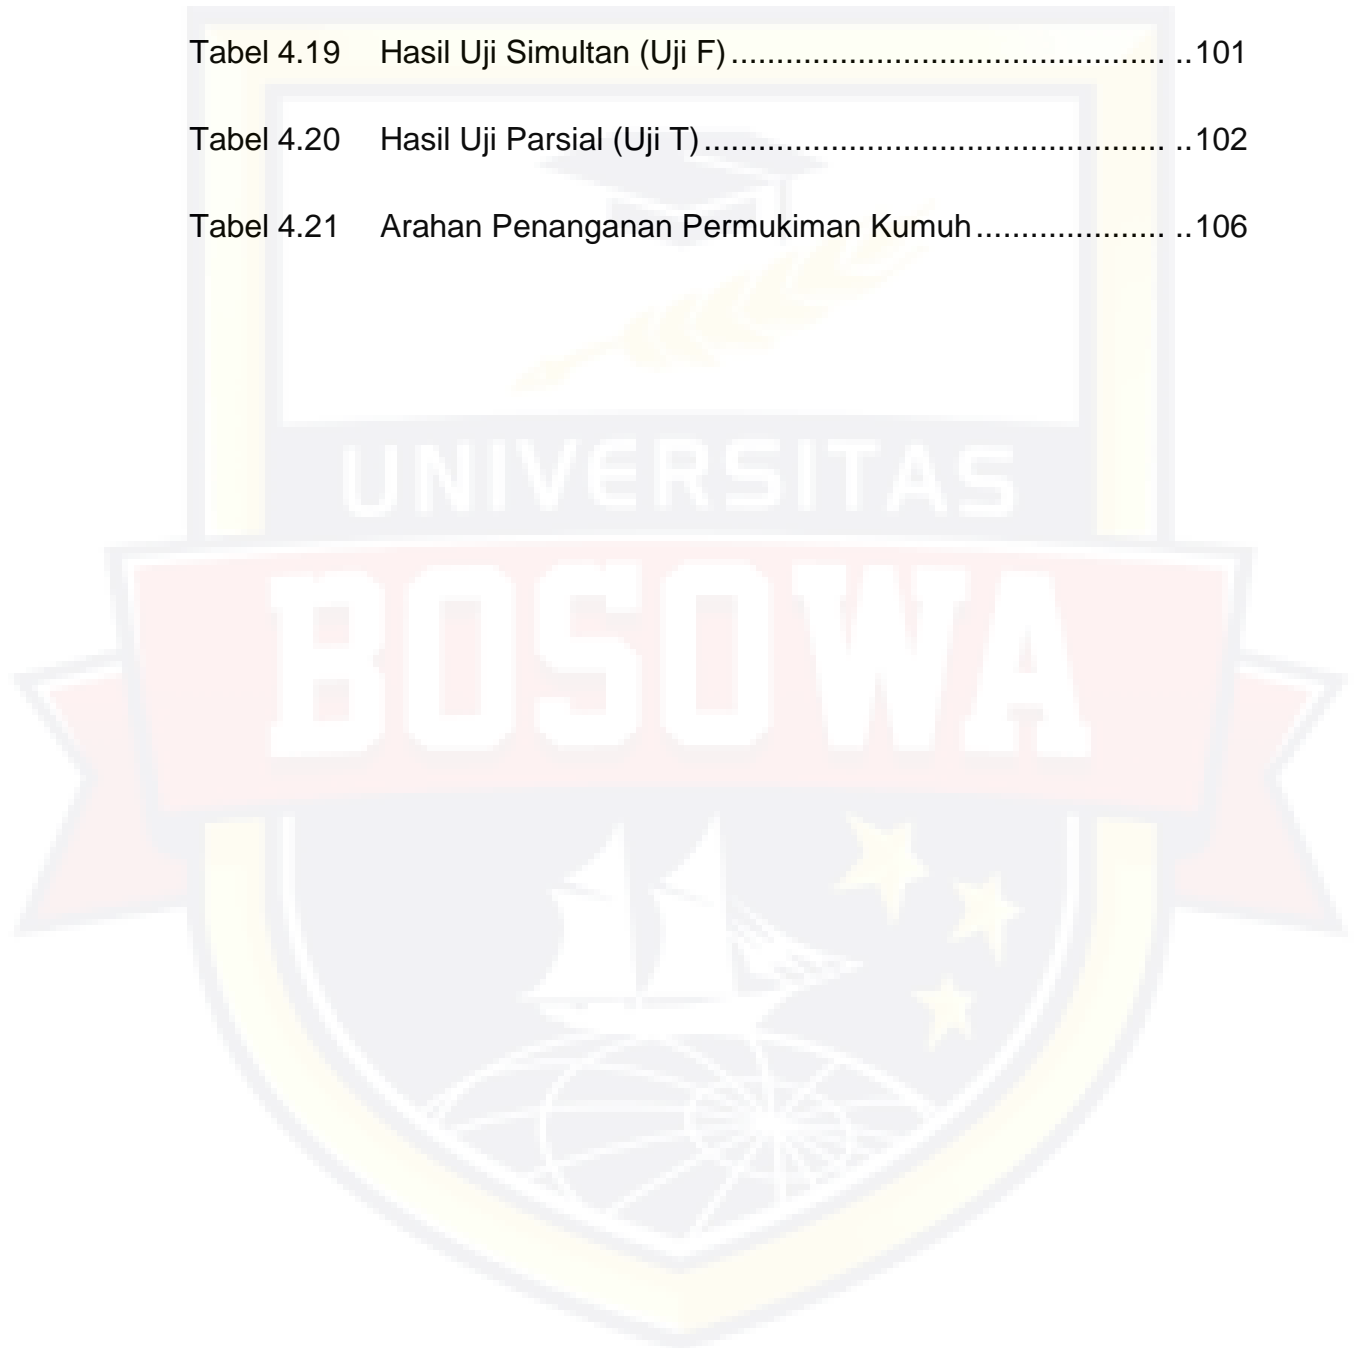 Tabel 4.19 Hasil Uji Simultan (Uji F) ................................................ ..101
Tabel 4.20 Hasil Uji Parsial (Uji T) ................................................... ..102
Tabel 4.21 Arahan Penanganan Permukiman Kumuh ..................... ..106
UNIVERSITAS
BOSOWA